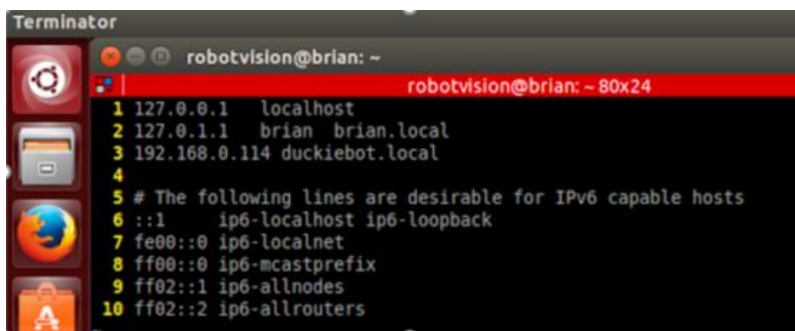 Terminator
robotvision@brian: ~
robotvision@brian: ~ 80x24
1 127.0.0.1 localhost
2 127.0.1.1 brian brian.local
3 192.168.0.114 duckiebot.local
4
5 # The following lines are desirable for IPv6 capable hosts
6 ::1 ip6-localhost ip6-loopback
7 fe00::0 ip6-localnet
8 ff00::0 ip6-mcastprefix
9 ff02::1 ip6-allnodes
10 ff02::2 ip6-allrouters